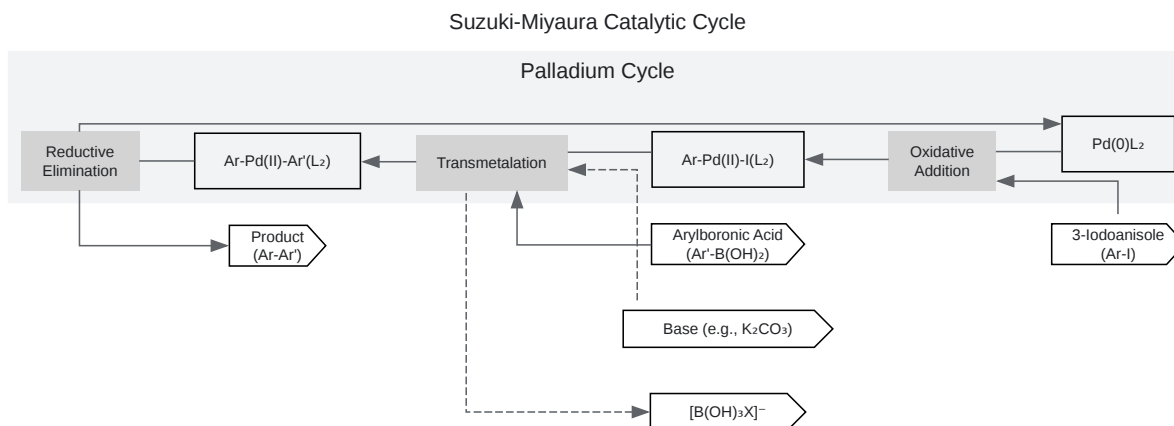 Suzuki-Miyaura Catalytic Cycle
Palladium Cycle
Reductive
Elimination
Ar-Pd(II)-Ar'(L₂)
Transmetalation
Ar-Pd(II)-I(L₂)
Oxidative
Addition
Pd(0)L₂
Product
(Ar-Ar')
Arylboronic Acid
(Ar'-B(OH)₂)
3-Iodoanisole
(Ar-I)
Base (e.g., K₂CO₃)
[B(OH)₃X]⁻